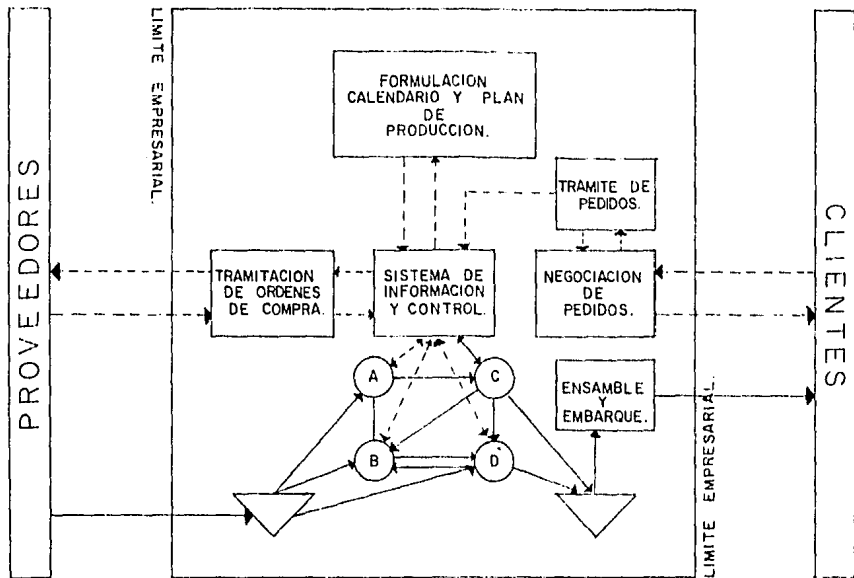 LIMITE EMPRESARIAL.
FORMULACION
CALENDARIO Y PLAN
DE
PRODUCCION.
TRAMITE DE
PEDIDOS.
PROVEEDORES
CLIENTES
TRAMITACION
DE ORDENES
DE COMPRA.
SISTEMA DE
INFORMACION
Y CONTROL.
NEGOCIACION
DE
PEDIDOS.
A
C
ENSAMBLE
Y
EMBARQUE.
B
D
LIMITE EMPRESARIAL.